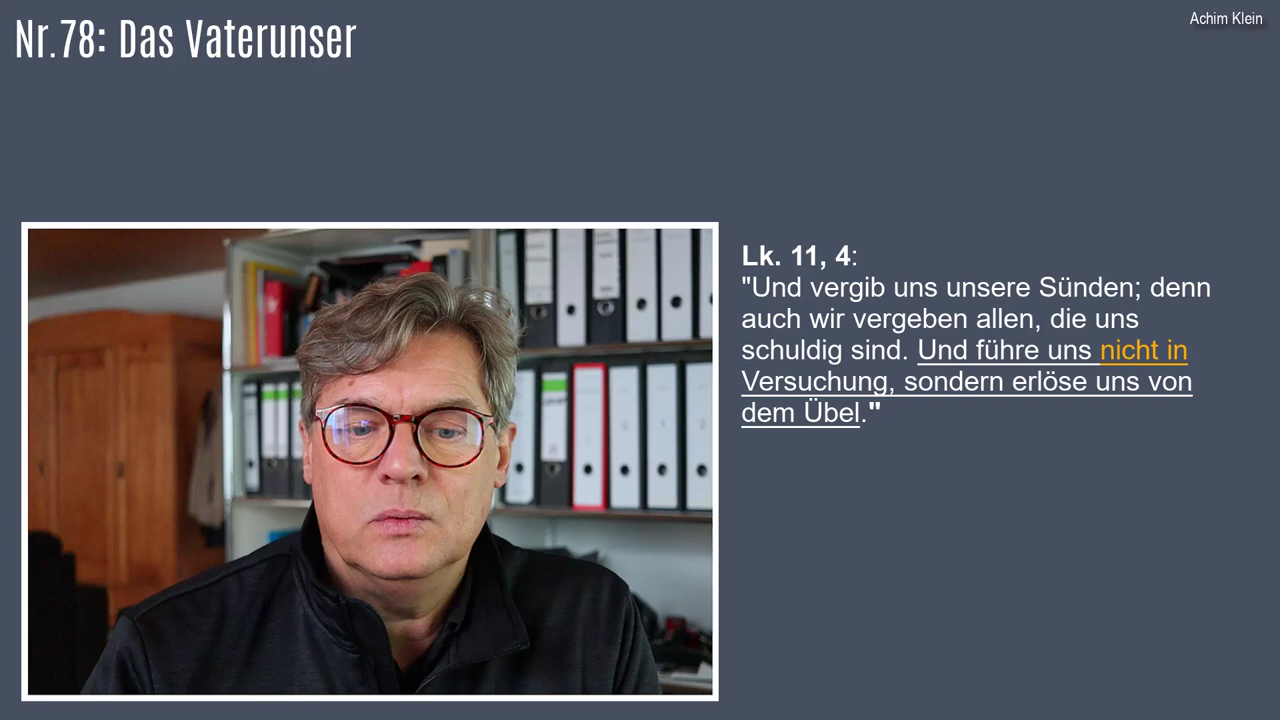 Nr.78: Das Vaterunser
Achim Klein
Lk. 11, 4:
"Und vergib uns unsere Sünden; denn
auch wir vergeben allen, die uns
schuldig sind. Und führe uns nicht in
Versuchung, sondern erlöse uns von
dem Übel."